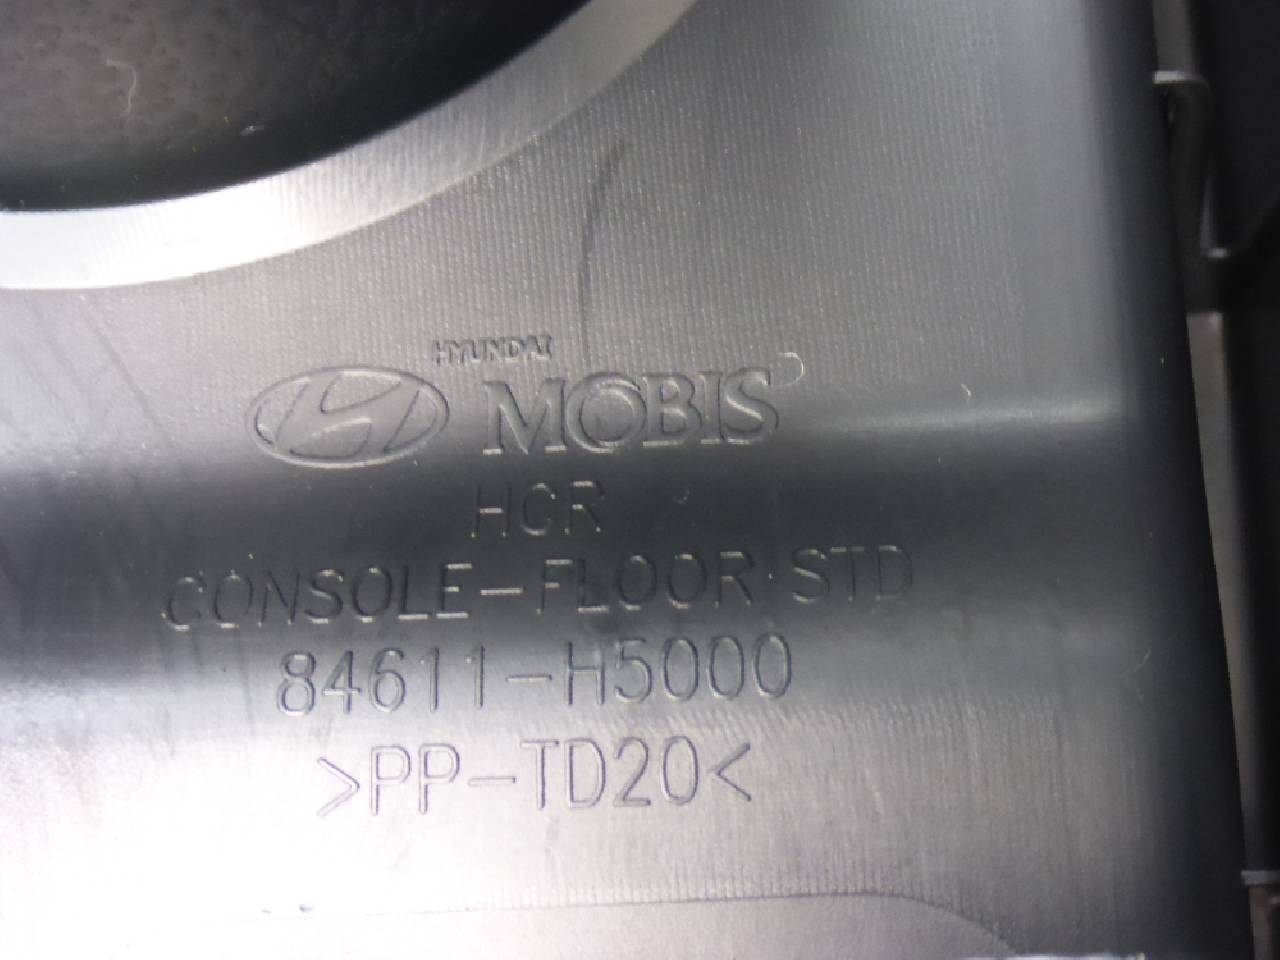 HYUNDAI
MOBIS
HCR
CONSOLE-FLOOR STD
84611-H5000
>PP-TD20<